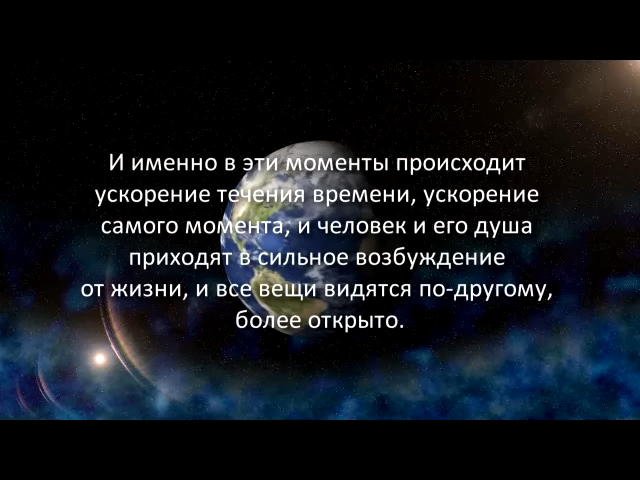 И именно в эти моменты происходит
ускорение течения времени, ускорение
самого момента; и человек и его душа
приходят в сильное возбуждение
от жизни, и все вещи видятся по-другому,
более открыто.